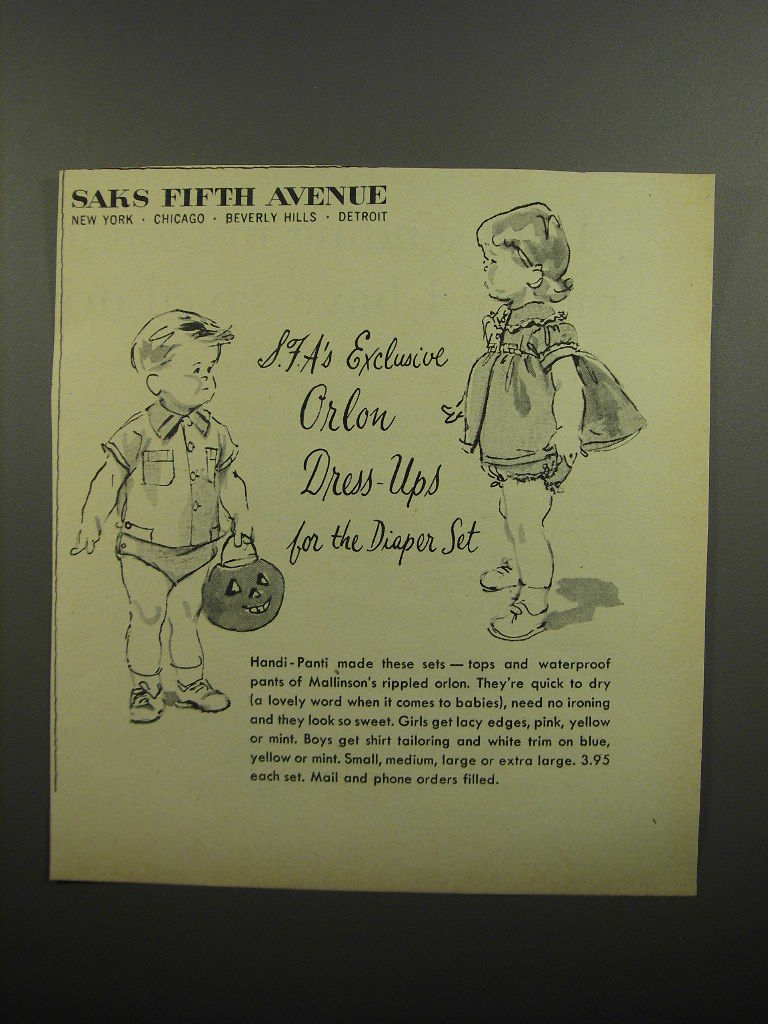 SAKS FIFTH AVENUE
NEW YORK · CHICAGO · BEVERLY HILLS · DETROIT
S.F.A's Exclusive
Orlon
Dress-Ups
for the Diaper Set
Handi-Panti made these sets — tops and waterproof
pants of Mallinson's rippled orlon. They're quick to dry
(a lovely word when it comes to babies), need no ironing
and they look so sweet. Girls get lacy edges, pink, yellow
or mint. Boys get shirt tailoring and white trim on blue,
yellow or mint. Small, medium, large or extra large. 3.95
each set. Mail and phone orders filled.